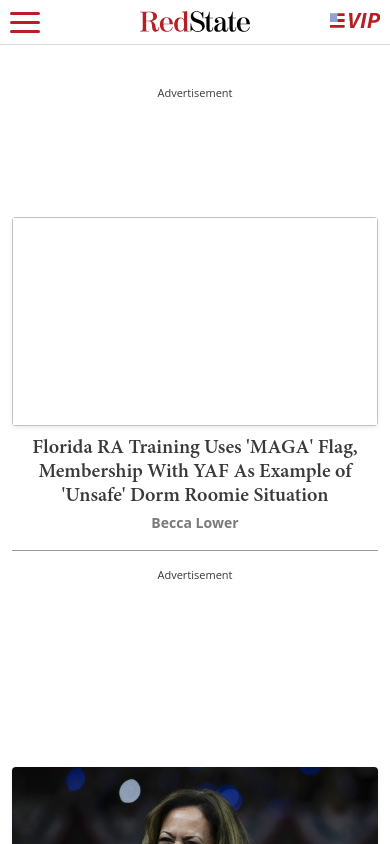 RedState
VIP
Advertisement
Florida RA Training Uses 'MAGA' Flag,
Membership With YAF As Example of
'Unsafe' Dorm Roomie Situation
Becca Lower
Advertisement